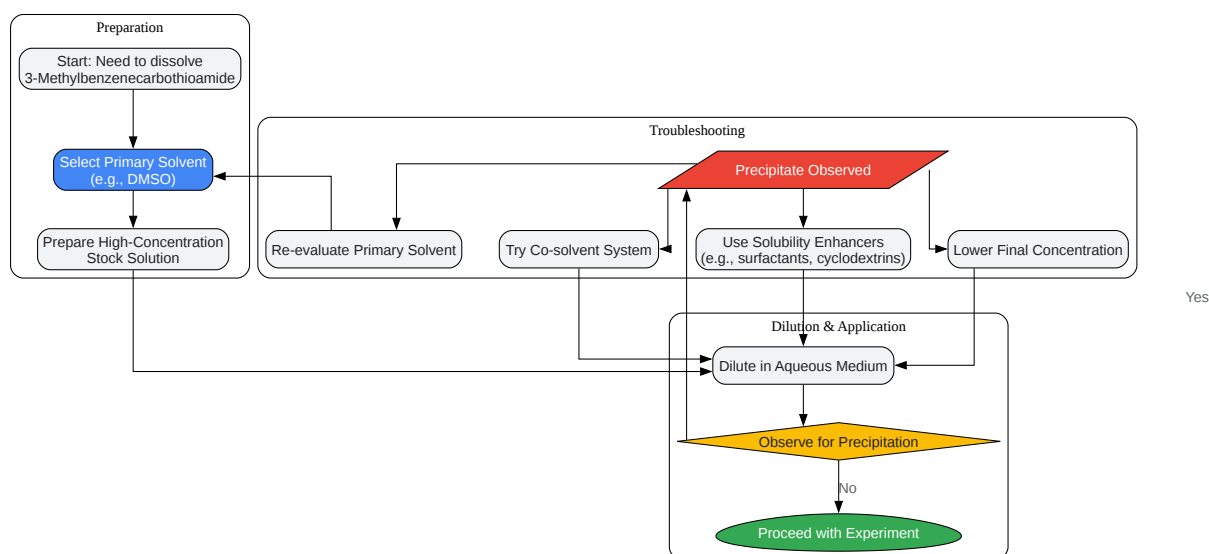 Preparation
Start: Need to dissolve
3-Methylbenzenecarbothioamide
Select Primary Solvent
(e.g., DMSO)
Prepare High-Concentration
Stock Solution
Troubleshooting
Precipitate Observed
Re-evaluate Primary Solvent
Try Co-solvent System
Use Solubility Enhancers
(e.g., surfactants, cyclodextrins)
Lower Final Concentration
Yes
Dilution & Application
Dilute in Aqueous Medium
Observe for Precipitation
No
Proceed with Experiment